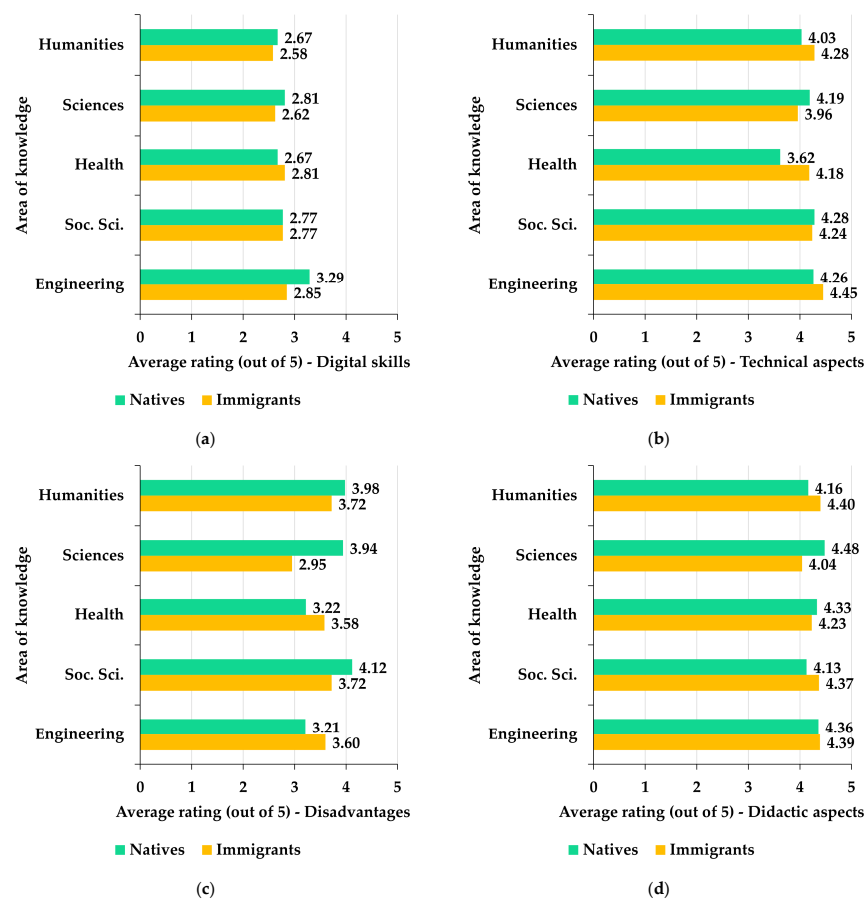 Area of knowledge
Humanities
2.67
2.58
Sciences
2.81
2.62
Health
2.67
2.81
Soc. Sci.
2.77
2.77
Engineering
3.29
2.85
0 1 2 3 4 5
Average rating (out of 5) - Digital skills
Natives Immigrants
(a)
Area of knowledge
Humanities
4.03
4.28
Sciences
4.19
3.96
Health
3.62
4.18
Soc. Sci.
4.28
4.24
Engineering
4.26
4.45
0 1 2 3 4 5
Average rating (out of 5) - Technical aspects
Natives Immigrants
(b)
Area of knowledge
Humanities
3.98
3.72
Sciences
3.94
2.95
Health
3.22
3.58
Soc. Sci.
4.12
3.72
Engineering
3.21
3.60
0 1 2 3 4 5
Average rating (out of 5) - Disadvantages
Natives Immigrants
(c)
Area of knowledge
Humanities
4.16
4.40
Sciences
4.48
4.04
Health
4.33
4.23
Soc. Sci.
4.13
4.37
Engineering
4.36
4.39
0 1 2 3 4 5
Average rating (out of 5) - Didactic aspects
Natives Immigrants
(d)